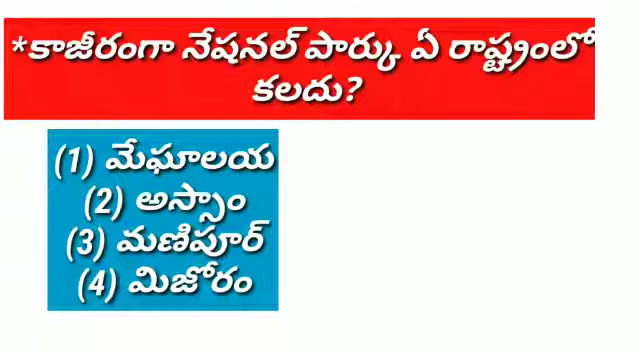 *కాజీరంగా నేషనల్ పార్కు ఏ రాష్ట్రంలో
కలదు?
(1) మేఘాలయ
(2) అస్సాం
(3) మణిపూర్
(4) మిజోరం